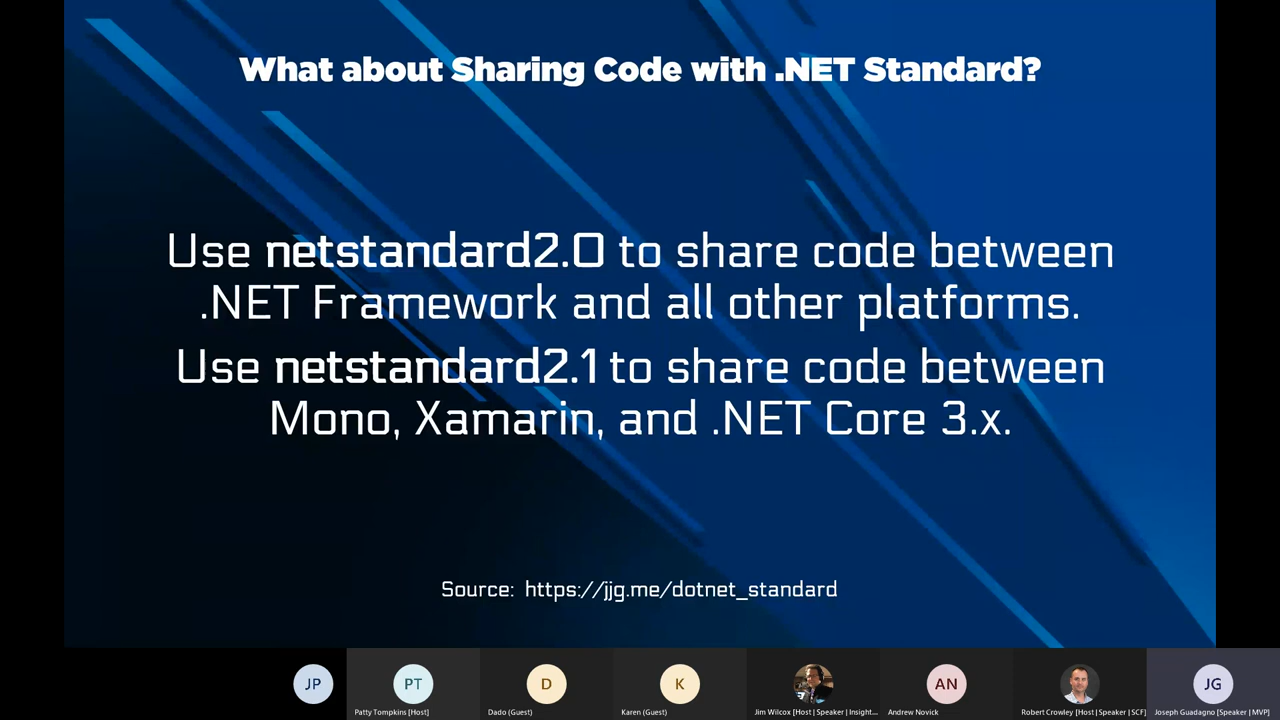 What about Sharing Code with .NET Standard?
Use netstandard2.0 to share code between
.NET Framework and all other platforms.
Use netstandard2.1 to share code between
Mono, Xamarin, and .NET Core 3.x.
Source: https://jjg.me/dotnet_standard
JP
PT
D
K
AN
JG
Patty Tompkins [Host]
Dado (Guest)
Karen (Guest)
Jim Wilcox [Host | Speaker | Insight...
Andrew Novick
Robert Crowley [Host | Speaker | SCF]
Joseph Guadagno [Speaker | MVP]